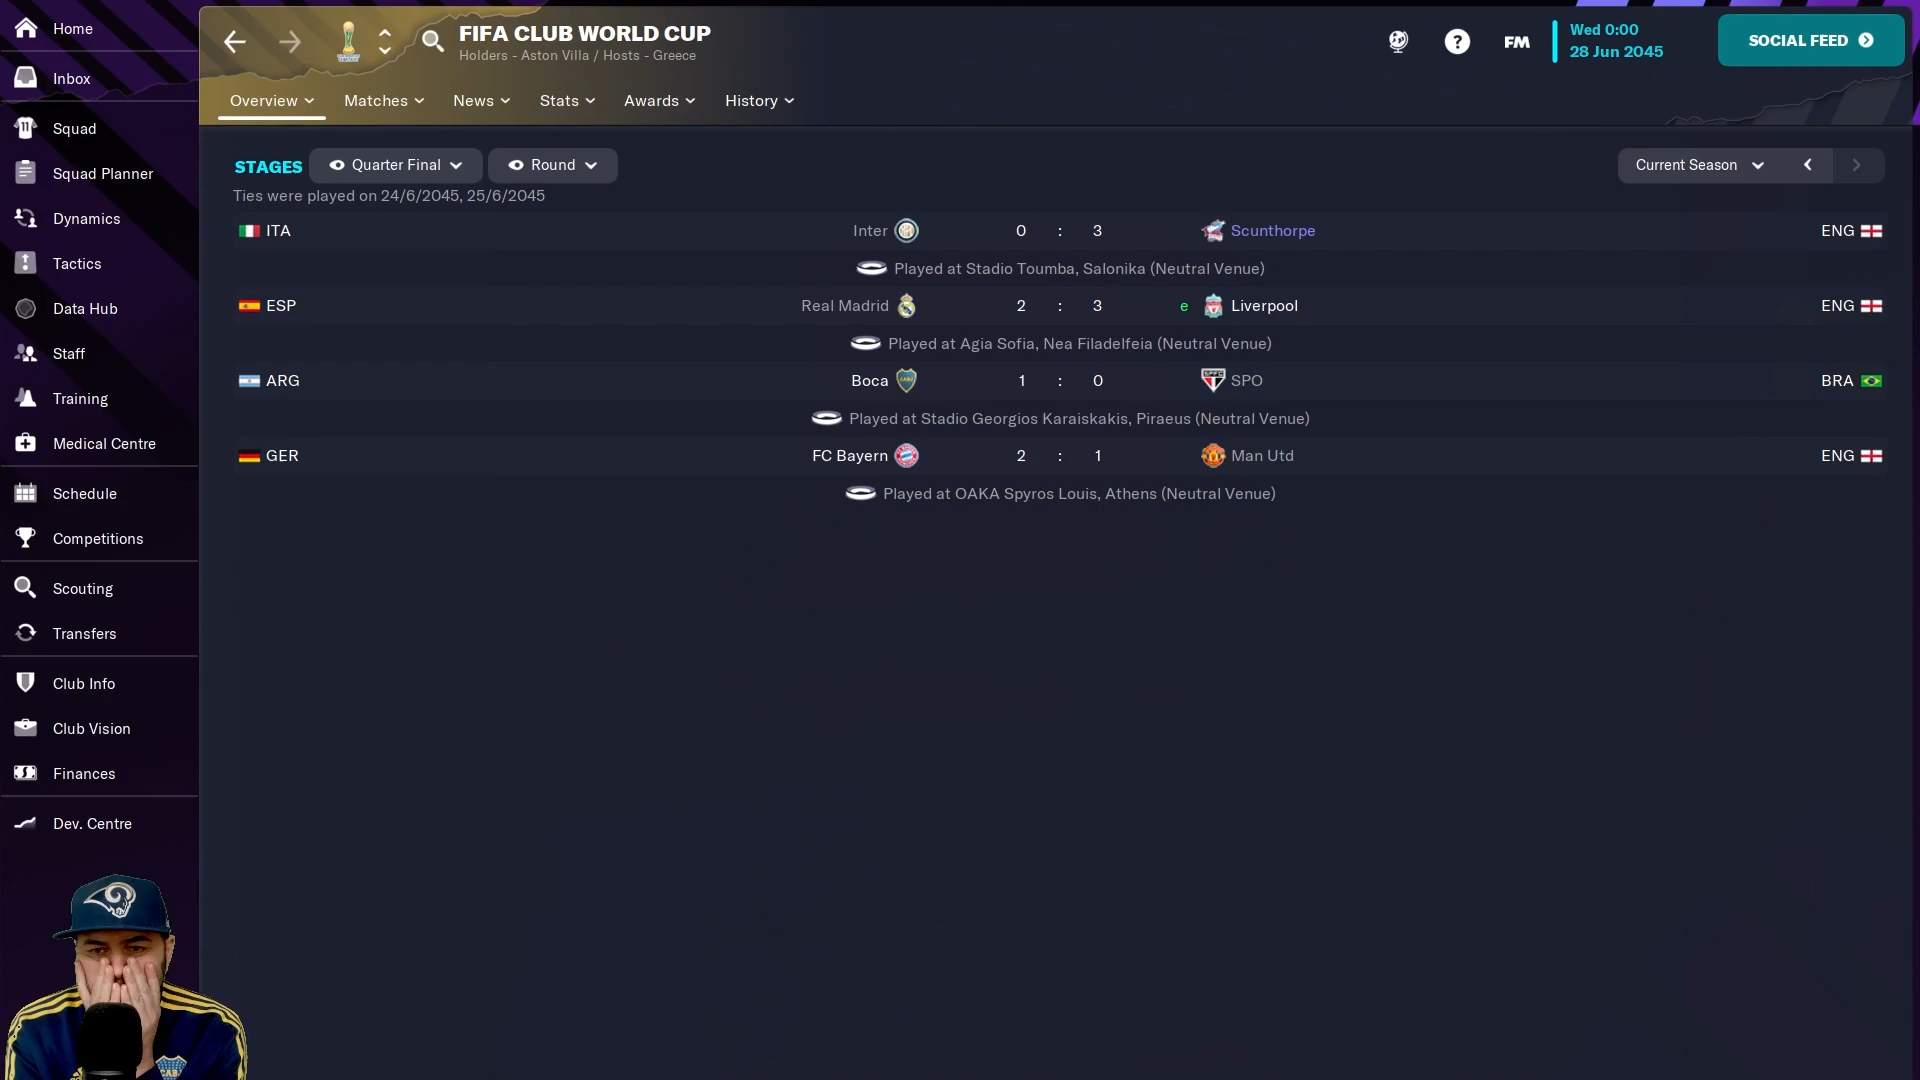 Home
Inbox
Squad
Squad Planner
Dynamics
Tactics
Data Hub
Staff
Training
Medical Centre
Schedule
Competitions
Scouting
Transfers
Club Info
Club Vision
Finances
Dev. Centre
FIFA CLUB WORLD CUP
Holders - Aston Villa / Hosts - Greece
FM
Wed 0:00
28 Jun 2045
SOCIAL FEED
Overview Matches News Stats Awards History
STAGES Quarter Final Round Current Season
Ties were played on 24/6/2045, 25/6/2045
ITA Inter 0 : 3 Scunthorpe ENG
Played at Stadio Toumba, Salonika (Neutral Venue)
ESP Real Madrid 2 : 3 e Liverpool ENG
Played at Agia Sofia, Nea Filadelfeia (Neutral Venue)
ARG Boca 1 : 0 SPO BRA
Played at Stadio Georgios Karaiskakis, Piraeus (Neutral Venue)
GER FC Bayern 2 : 1 Man Utd ENG
Played at OAKA Spyros Louis, Athens (Neutral Venue)